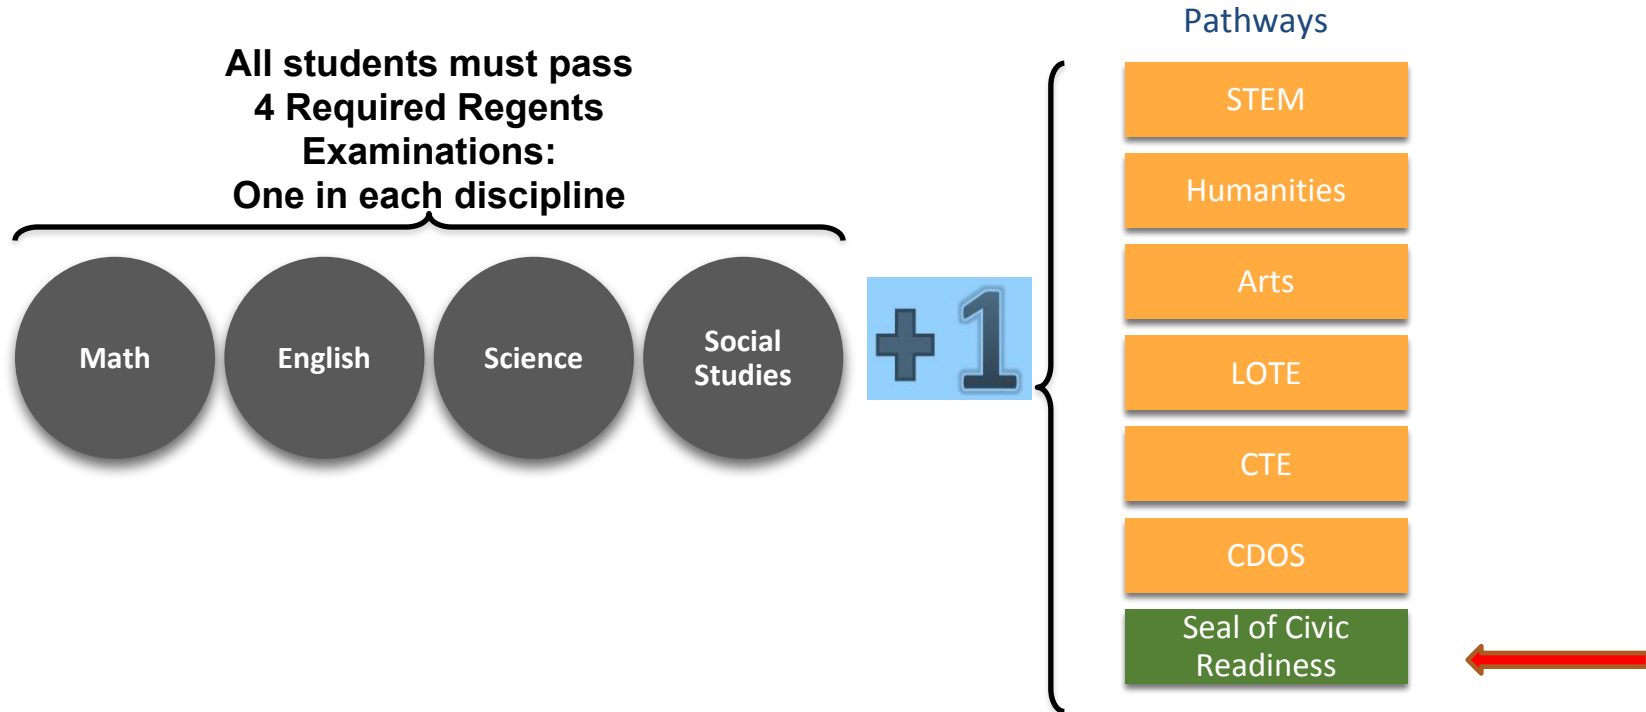 All students must pass
4 Required Regents
Examinations:
One in each discipline
Math
English
Science
Social
Studies
+1
Pathways
STEM
Humanities
Arts
LOTE
CTE
CDOS
Seal of Civic
Readiness